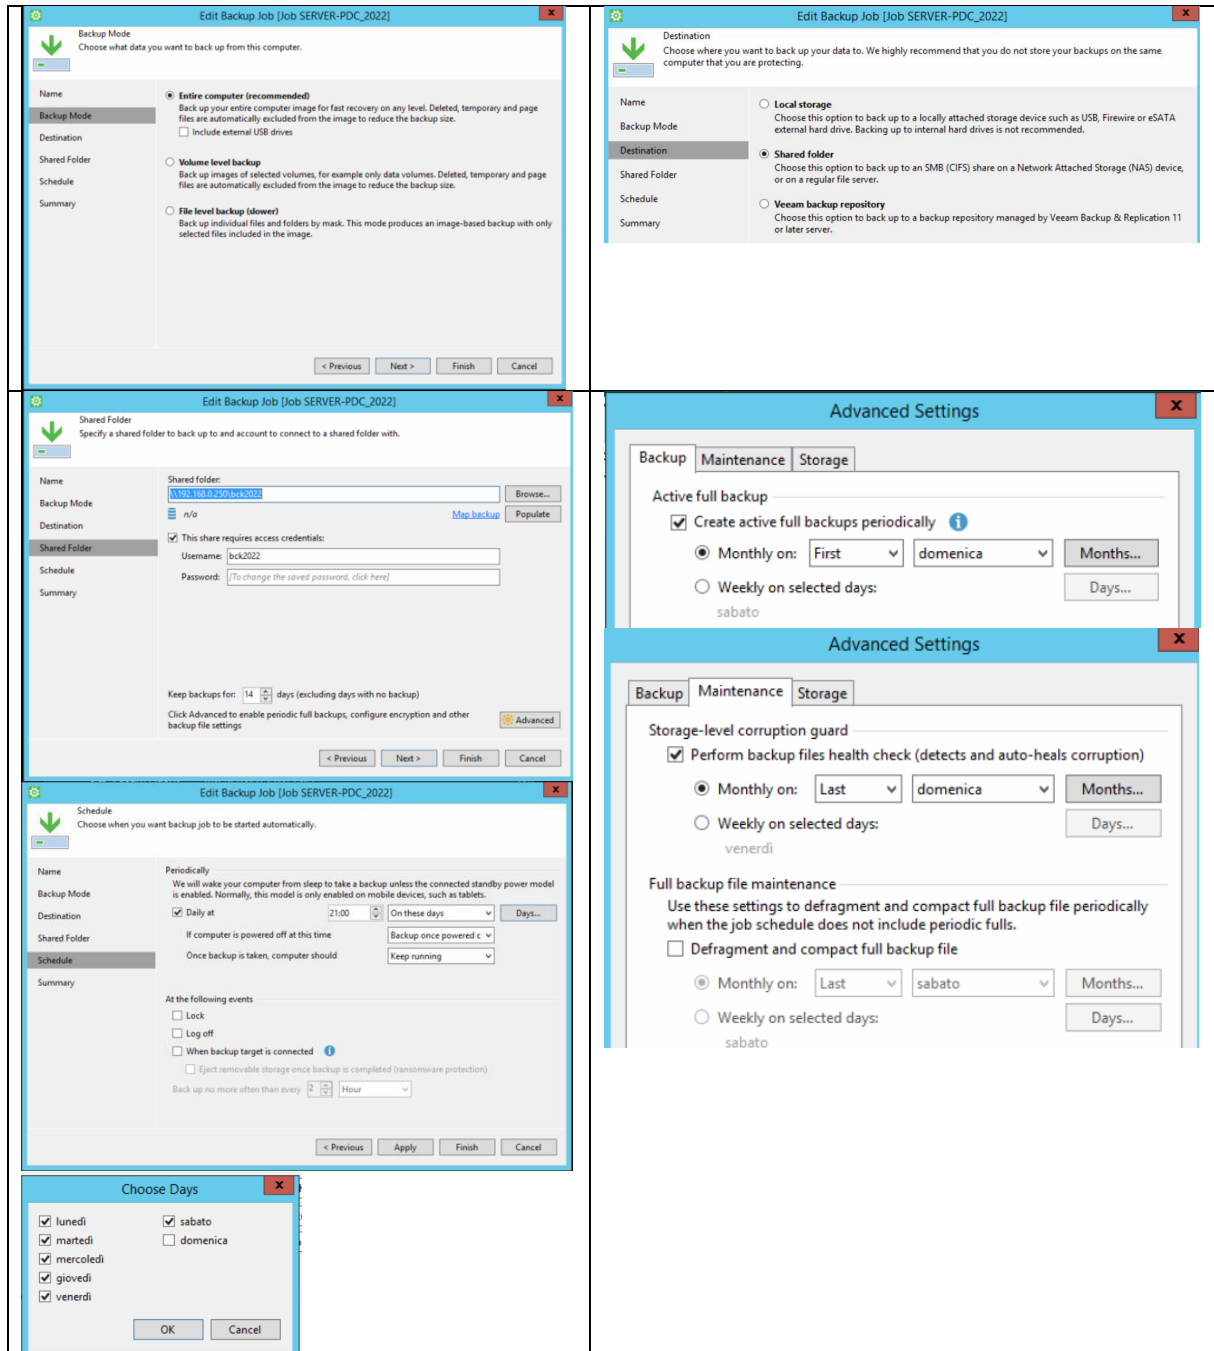 Edit Backup Job [Job SERVER-PDC_2022]
x
Backup Mode
Choose what data you want to back up from this computer.
Name
Backup Mode
Destination
Shared Folder
Schedule
Summary
Entire computer (recommended)
Back up your entire computer image for fast recovery on any level. Deleted, temporary and page
files are automatically excluded from the image to reduce the backup size.
Include external USB drives
Volume level backup
Back up images of selected volumes, for example only data volumes. Deleted, temporary and page
files are automatically excluded from the image to reduce the backup size.
File level backup (slower)
Back up individual files and folders by mask. This mode produces an image-based backup with only
selected files included in the image.
< Previous
Next >
Finish
Cancel
Edit Backup Job [Job SERVER-PDC_2022]
x
Destination
Choose where you want to back up your data to. We highly recommend that you do not store your backups on the same
computer that you are protecting.
Name
Backup Mode
Destination
Shared Folder
Schedule
Summary
Local storage
Choose this option to back up to a locally attached storage device such as USB, Firewire or eSATA
external hard drive. Backing up to internal hard drives is not recommended.
Shared folder
Choose this option to back up to an SMB (CIFS) share on a Network Attached Storage (NAS) device,
or on a regular file server.
Veeam backup repository
Choose this option to back up to a backup repository managed by Veeam Backup & Replication 11
or later server.
Edit Backup Job [Job SERVER-PDC_2022]
x
Shared Folder
Specify a shared folder to back up to and account to connect to a shared folder with.
Name
Backup Mode
Destination
Shared Folder
Schedule
Summary
Shared folder:
\\192.168.0.250\bck2022
Browse...
n/a
Map backup
Populate
This share requires access credentials:
Username: bck2022
Password: [To change the saved password, click here]
Keep backups for: 14 days (excluding days with no backup)
Click Advanced to enable periodic full backups, configure encryption and other
backup file settings
Advanced
< Previous
Next >
Finish
Cancel
Advanced Settings
x
Backup
Maintenance
Storage
Active full backup
Create active full backups periodically
Monthly on: First domenica Months...
Weekly on selected days: Days...
sabato
Advanced Settings
x
Backup
Maintenance
Storage
Storage-level corruption guard
Perform backup files health check (detects and auto-heals corruption)
Monthly on: Last domenica Months...
Weekly on selected days: Days...
venerdì
Full backup file maintenance
Use these settings to defragment and compact full backup file periodically
when the job schedule does not include periodic fulls.
Defragment and compact full backup file
Monthly on: Last sabato Months...
Weekly on selected days: Days...
sabato
Edit Backup Job [Job SERVER-PDC_2022]
x
Schedule
Choose when you want backup job to be started automatically.
Name
Backup Mode
Destination
Shared Folder
Schedule
Summary
Periodically
We will wake your computer from sleep to take a backup unless the connected standby power model
is enabled. Normally, this model is only enabled on mobile devices, such as tablets.
Daily at 21:00 On these days Days...
If computer is powered off at this time Backup once powered
Once backup is taken, computer should Keep running
At the following events
Lock
Log off
When backup target is connected
Eject removable storage once backup is completed (ransomware protection)
Back up no more often than every 2 Hour
< Previous
Apply
Finish
Cancel
Choose Days
x
lunedì
martedì
mercoledì
giovedì
venerdì
sabato
domenica
OK
Cancel